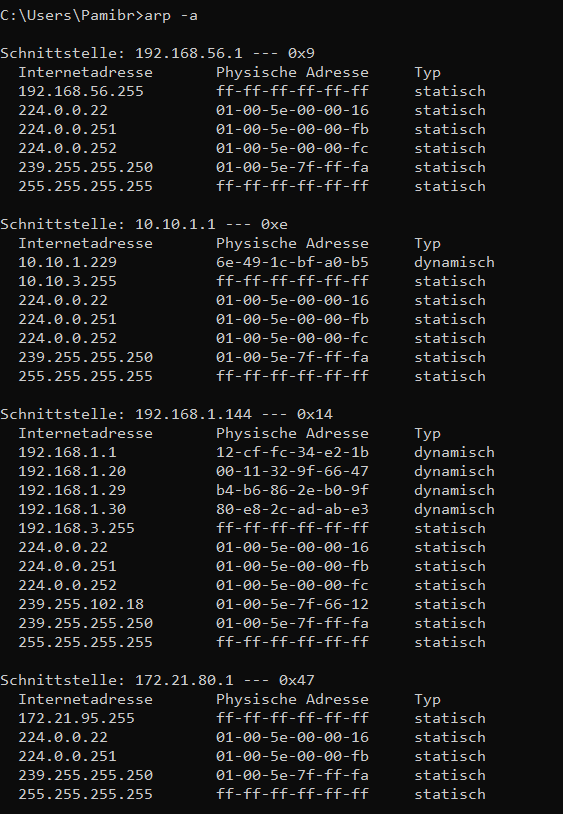 C:\Users\Pamibr>arp -a
Schnittstelle: 192.168.56.1 --- 0x9
Internetadresse Physische Adresse Typ
192.168.56.255 ff-ff-ff-ff-ff-ff statisch
224.0.0.22 01-00-5e-00-00-16 statisch
224.0.0.251 01-00-5e-00-00-fb statisch
224.0.0.252 01-00-5e-00-00-fc statisch
239.255.255.250 01-00-5e-7f-ff-fa statisch
255.255.255.255 ff-ff-ff-ff-ff-ff statisch
Schnittstelle: 10.10.1.1 --- 0xe
Internetadresse Physische Adresse Typ
10.10.1.229 6e-49-1c-bf-a0-b5 dynamisch
10.10.3.255 ff-ff-ff-ff-ff-ff statisch
224.0.0.22 01-00-5e-00-00-16 statisch
224.0.0.251 01-00-5e-00-00-fb statisch
224.0.0.252 01-00-5e-00-00-fc statisch
239.255.255.250 01-00-5e-7f-ff-fa statisch
255.255.255.255 ff-ff-ff-ff-ff-ff statisch
Schnittstelle: 192.168.1.144 --- 0x14
Internetadresse Physische Adresse Typ
192.168.1.1 12-cf-fc-34-e2-1b dynamisch
192.168.1.20 00-11-32-9f-66-47 dynamisch
192.168.1.29 b4-b6-86-2e-b0-9f dynamisch
192.168.1.30 80-e8-2c-ad-ab-e3 dynamisch
192.168.3.255 ff-ff-ff-ff-ff-ff statisch
224.0.0.22 01-00-5e-00-00-16 statisch
224.0.0.251 01-00-5e-00-00-fb statisch
224.0.0.252 01-00-5e-00-00-fc statisch
239.255.102.18 01-00-5e-7f-66-12 statisch
239.255.255.250 01-00-5e-7f-ff-fa statisch
255.255.255.255 ff-ff-ff-ff-ff-ff statisch
Schnittstelle: 172.21.80.1 --- 0x47
Internetadresse Physische Adresse Typ
172.21.95.255 ff-ff-ff-ff-ff-ff statisch
224.0.0.22 01-00-5e-00-00-16 statisch
224.0.0.251 01-00-5e-00-00-fb statisch
239.255.255.250 01-00-5e-7f-ff-fa statisch
255.255.255.255 ff-ff-ff-ff-ff-ff statisch